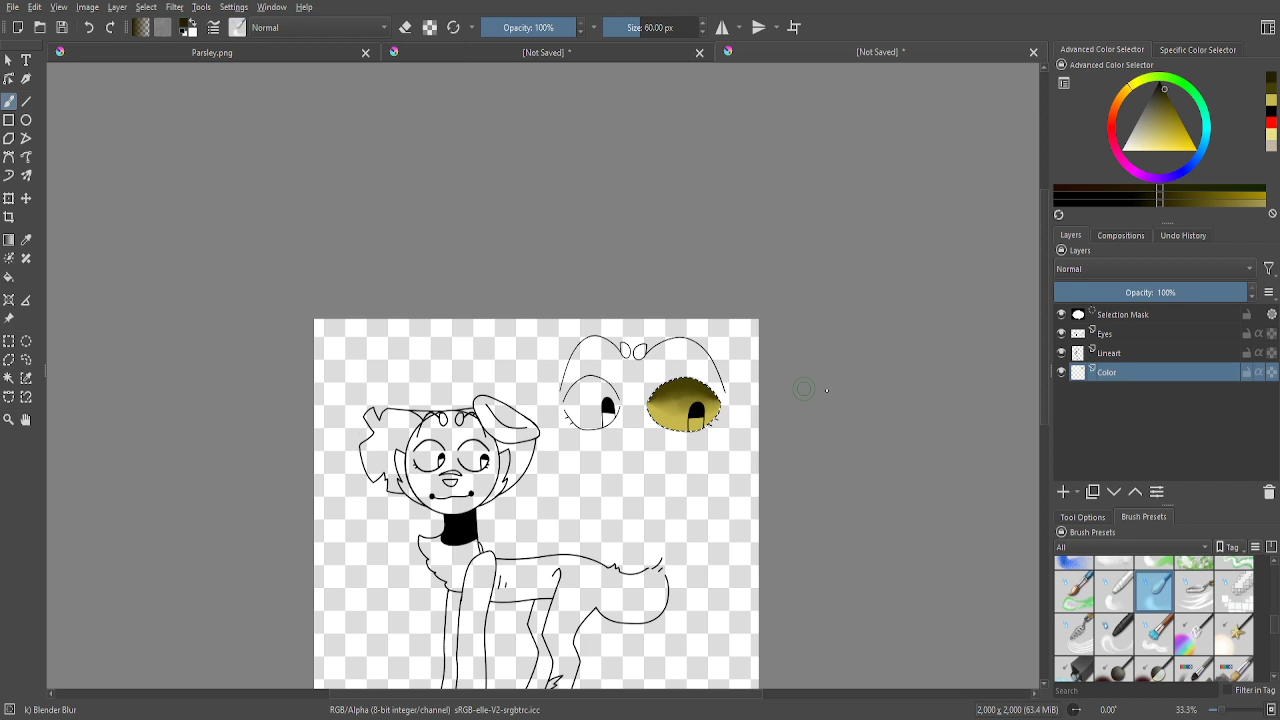 File Edit View Image Layer Select Filter Tools Settings Window Help
Normal Opacity: 100% Size: 60.00 px
Parsley.png [Not Saved] * [Not Saved] *
Advanced Color Selector Specific Color Selector
Advanced Color Selector
Layers Compositions Undo History
Layers
Normal
Opacity: 100%
Selection Mask
Eyes
Lineart
Color
Tool Options Brush Presets
Brush Presets
All Tag
Search Filter in Tag
k) Blender Blur RGB/Alpha (8-bit integer/channel) sRGB-elle-V2-srgbtrc.icc 2,000 x 2,000 (63.4 MiB) 0.00° 33.3%